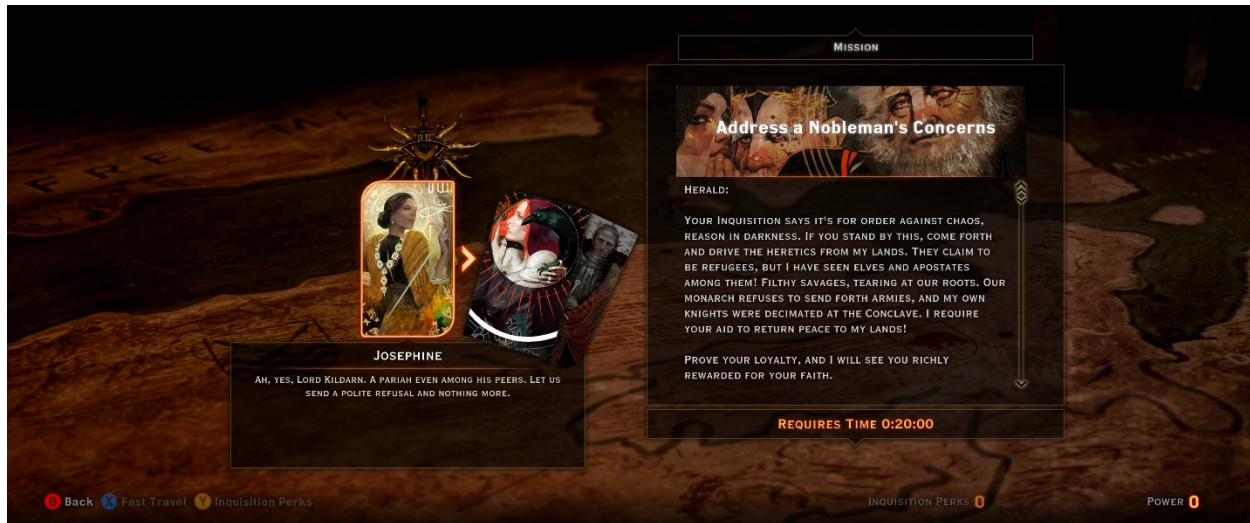 MISSION
Address a Nobleman's Concerns
FREE MA
HERALD:
YOUR INQUISITION SAYS IT'S FOR ORDER AGAINST CHAOS,
REASON IN DARKNESS. IF YOU STAND BY THIS, COME FORTH
AND DRIVE THE HERETICS FROM MY LANDS. THEY CLAIM TO
BE REFUGEES, BUT I HAVE SEEN ELVES AND APOSTATES
AMONG THEM! FILTHY SAVAGES, TEARING AT OUR ROOTS. OUR
MONARCH REFUSES TO SEND FORTH ARMIES, AND MY OWN
KNIGHTS WERE DECIMATED AT THE CONCLAVE. I REQUIRE
YOUR AID TO RETURN PEACE TO MY LANDS!
PROVE YOUR LOYALTY, AND I WILL SEE YOU RICHLY
REWARDED FOR YOUR FAITH.
JOSEPHINE
AH, YES, LORD KILDARN. A PARIAH EVEN AMONG HIS PEERS. LET US
SEND A POLITE REFUSAL AND NOTHING MORE.
REQUIRES TIME 0:20:00
B Back X Fast Travel Y Inquisition Perks
INQUISITION PERKS 0
POWER 0